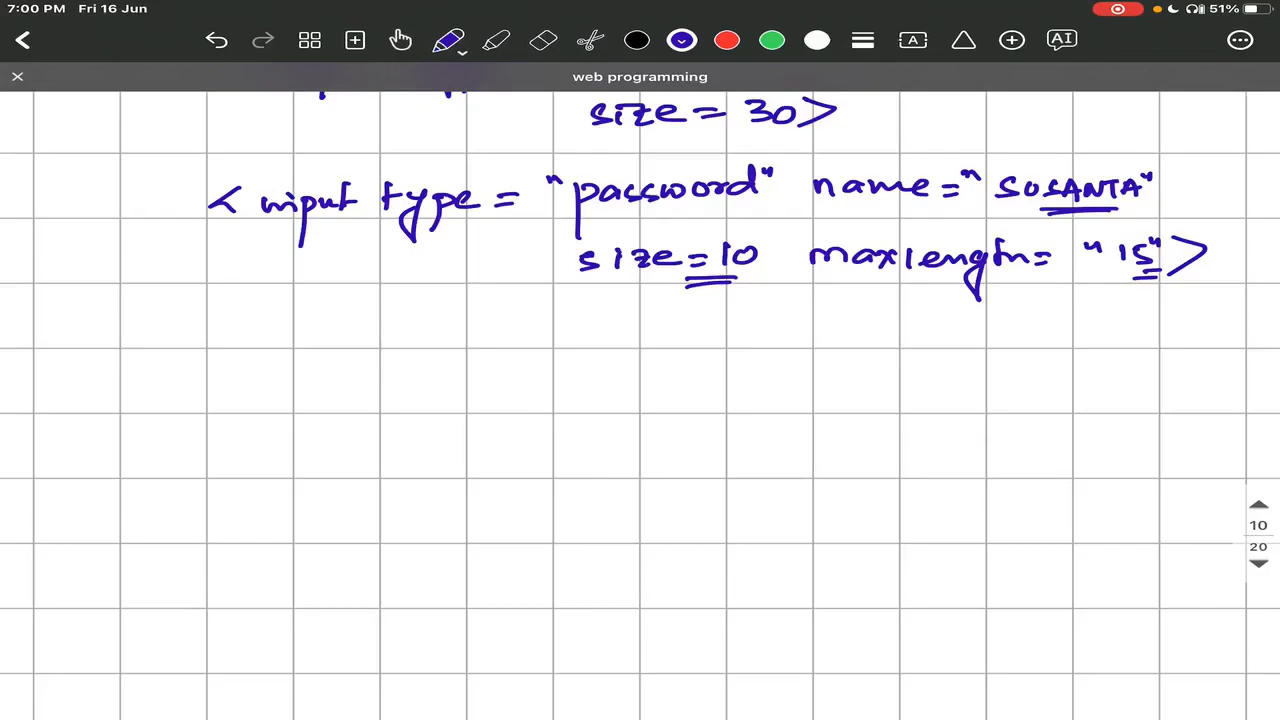 7:00 PM Fri 16 Jun
51%
A
AI
web programming
size = 30>
< input type = "password" name = "SUSANTA"
size = 10 maxlength = "15">
10
20